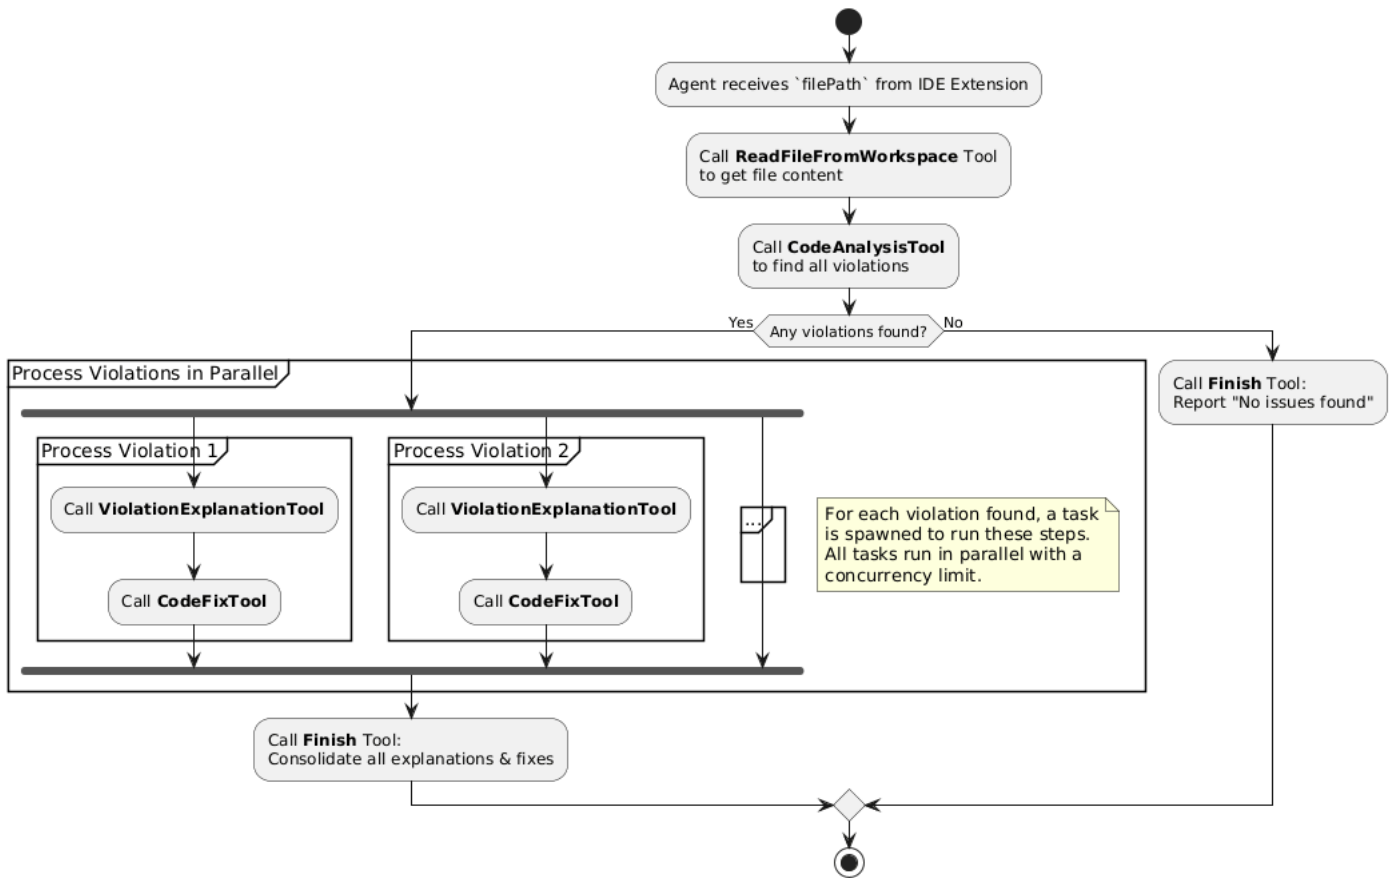 Agent receives `filePath` from IDE Extension
Call ReadFileFromWorkspace Tool
to get file content
Call CodeAnalysisTool
to find all violations
Yes
Any violations found?
No
Process Violations in Parallel
Call Finish Tool:
Report "No issues found"
Process Violation 1
Call ViolationExplanationTool
Call CodeFixTool
Process Violation 2
Call ViolationExplanationTool
Call CodeFixTool
...
For each violation found, a task
is spawned to run these steps.
All tasks run in parallel with a
concurrency limit.
Call Finish Tool:
Consolidate all explanations & fixes